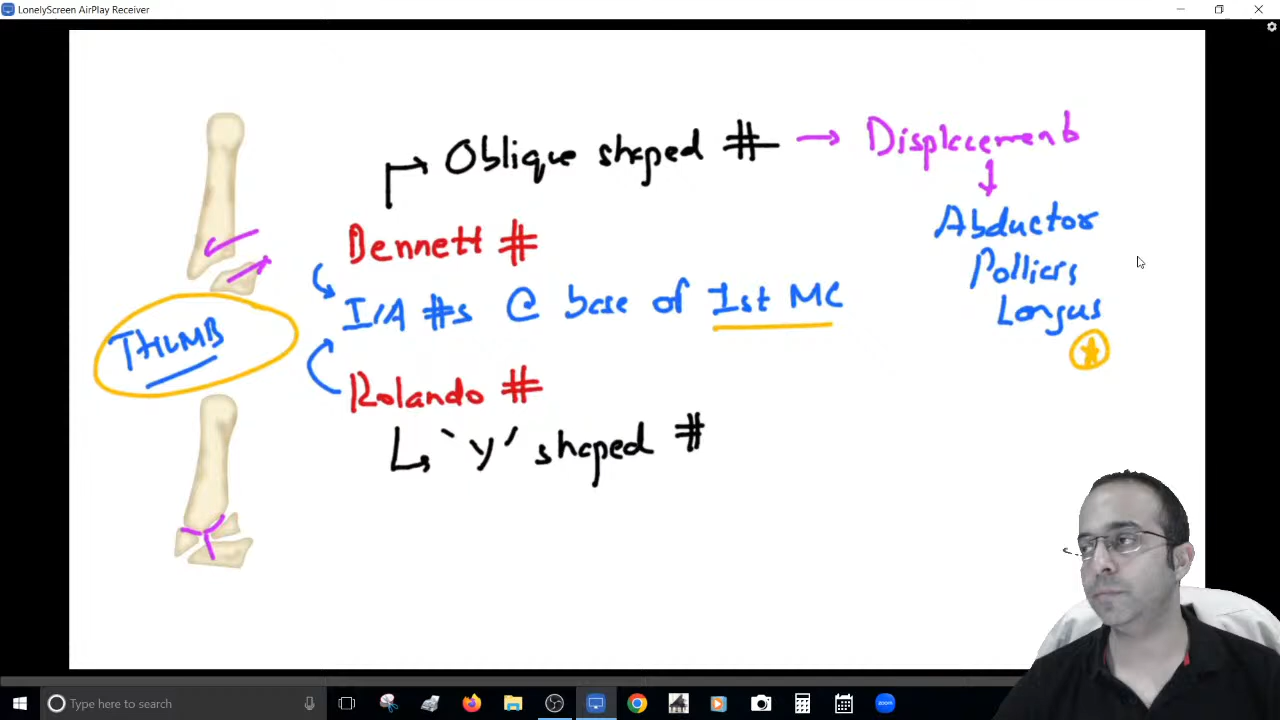 LonelyScreen AirPlay Receiver
Oblique shaped # → Displacement
Abductor
Pollicis
Longus
Bennett #
I/A #s @ base of 1st MC
THUMB
Rolando #
'Y' shaped #
Type here to search
zoom